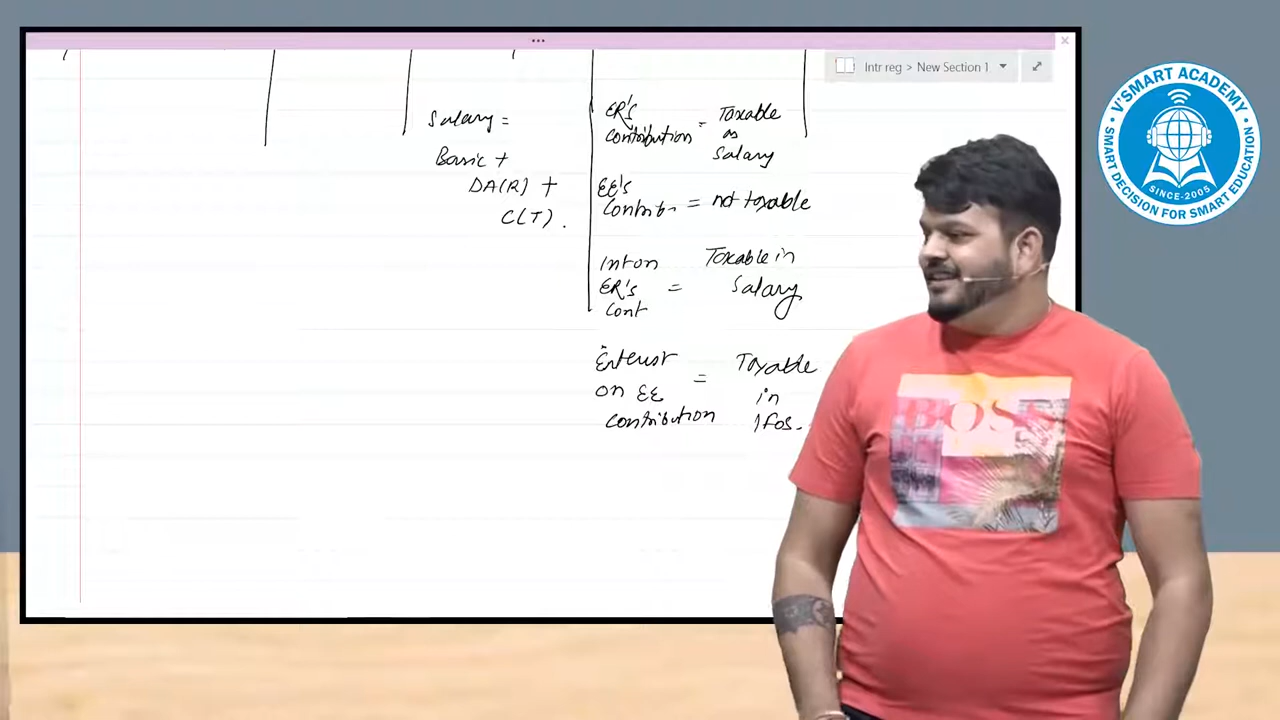 Intr reg > New Section 1
Salary =
Basic +
DA(R) +
C(T).
ER's
contribution = Taxable
as
Salary
EE's
Contribn = not taxable
Int on
ER's
Cont
=
Taxable in
Salary
Interest
on EE
contribution
=
Taxable
in
IFOS.
V'SMART ACADEMY
SINCE-2005
SMART DECISION FOR SMART EDUCATION
BOSS